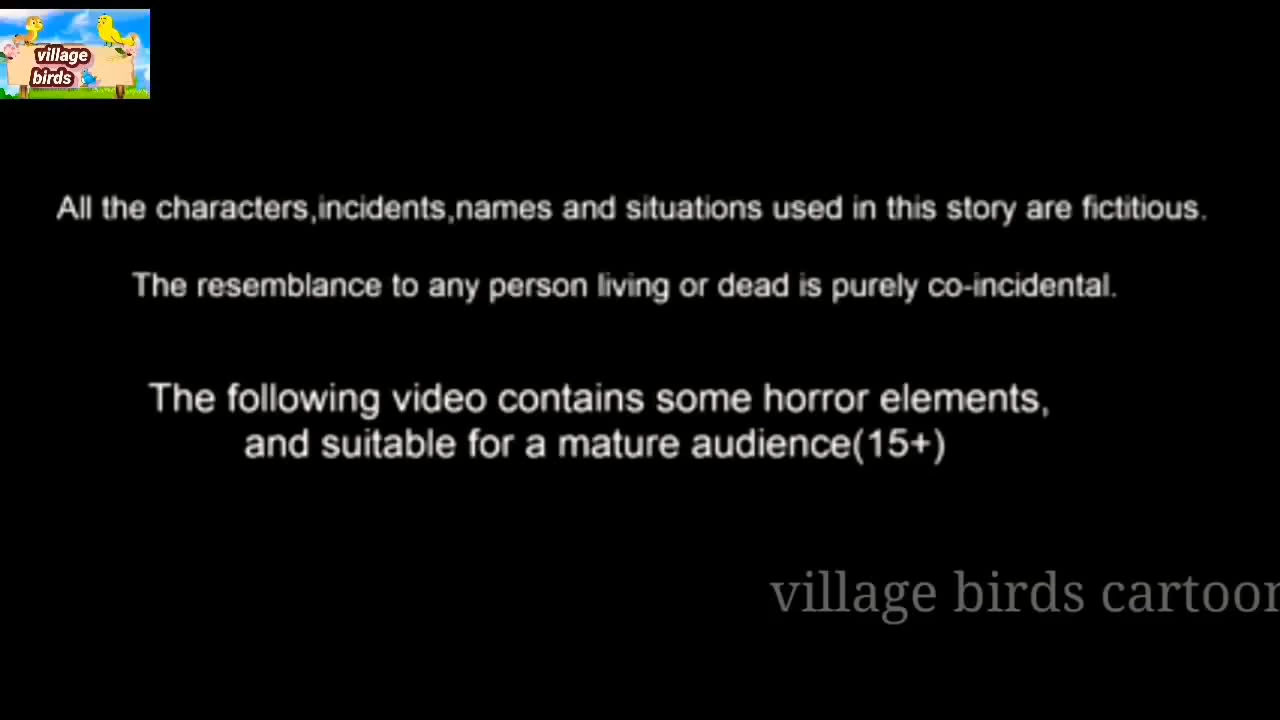 village
birds
All the characters,incidents,names and situations used in this story are fictitious.
The resemblance to any person living or dead is purely co-incidental.
The following video contains some horror elements,
and suitable for a mature audience(15+)
village birds cartoon